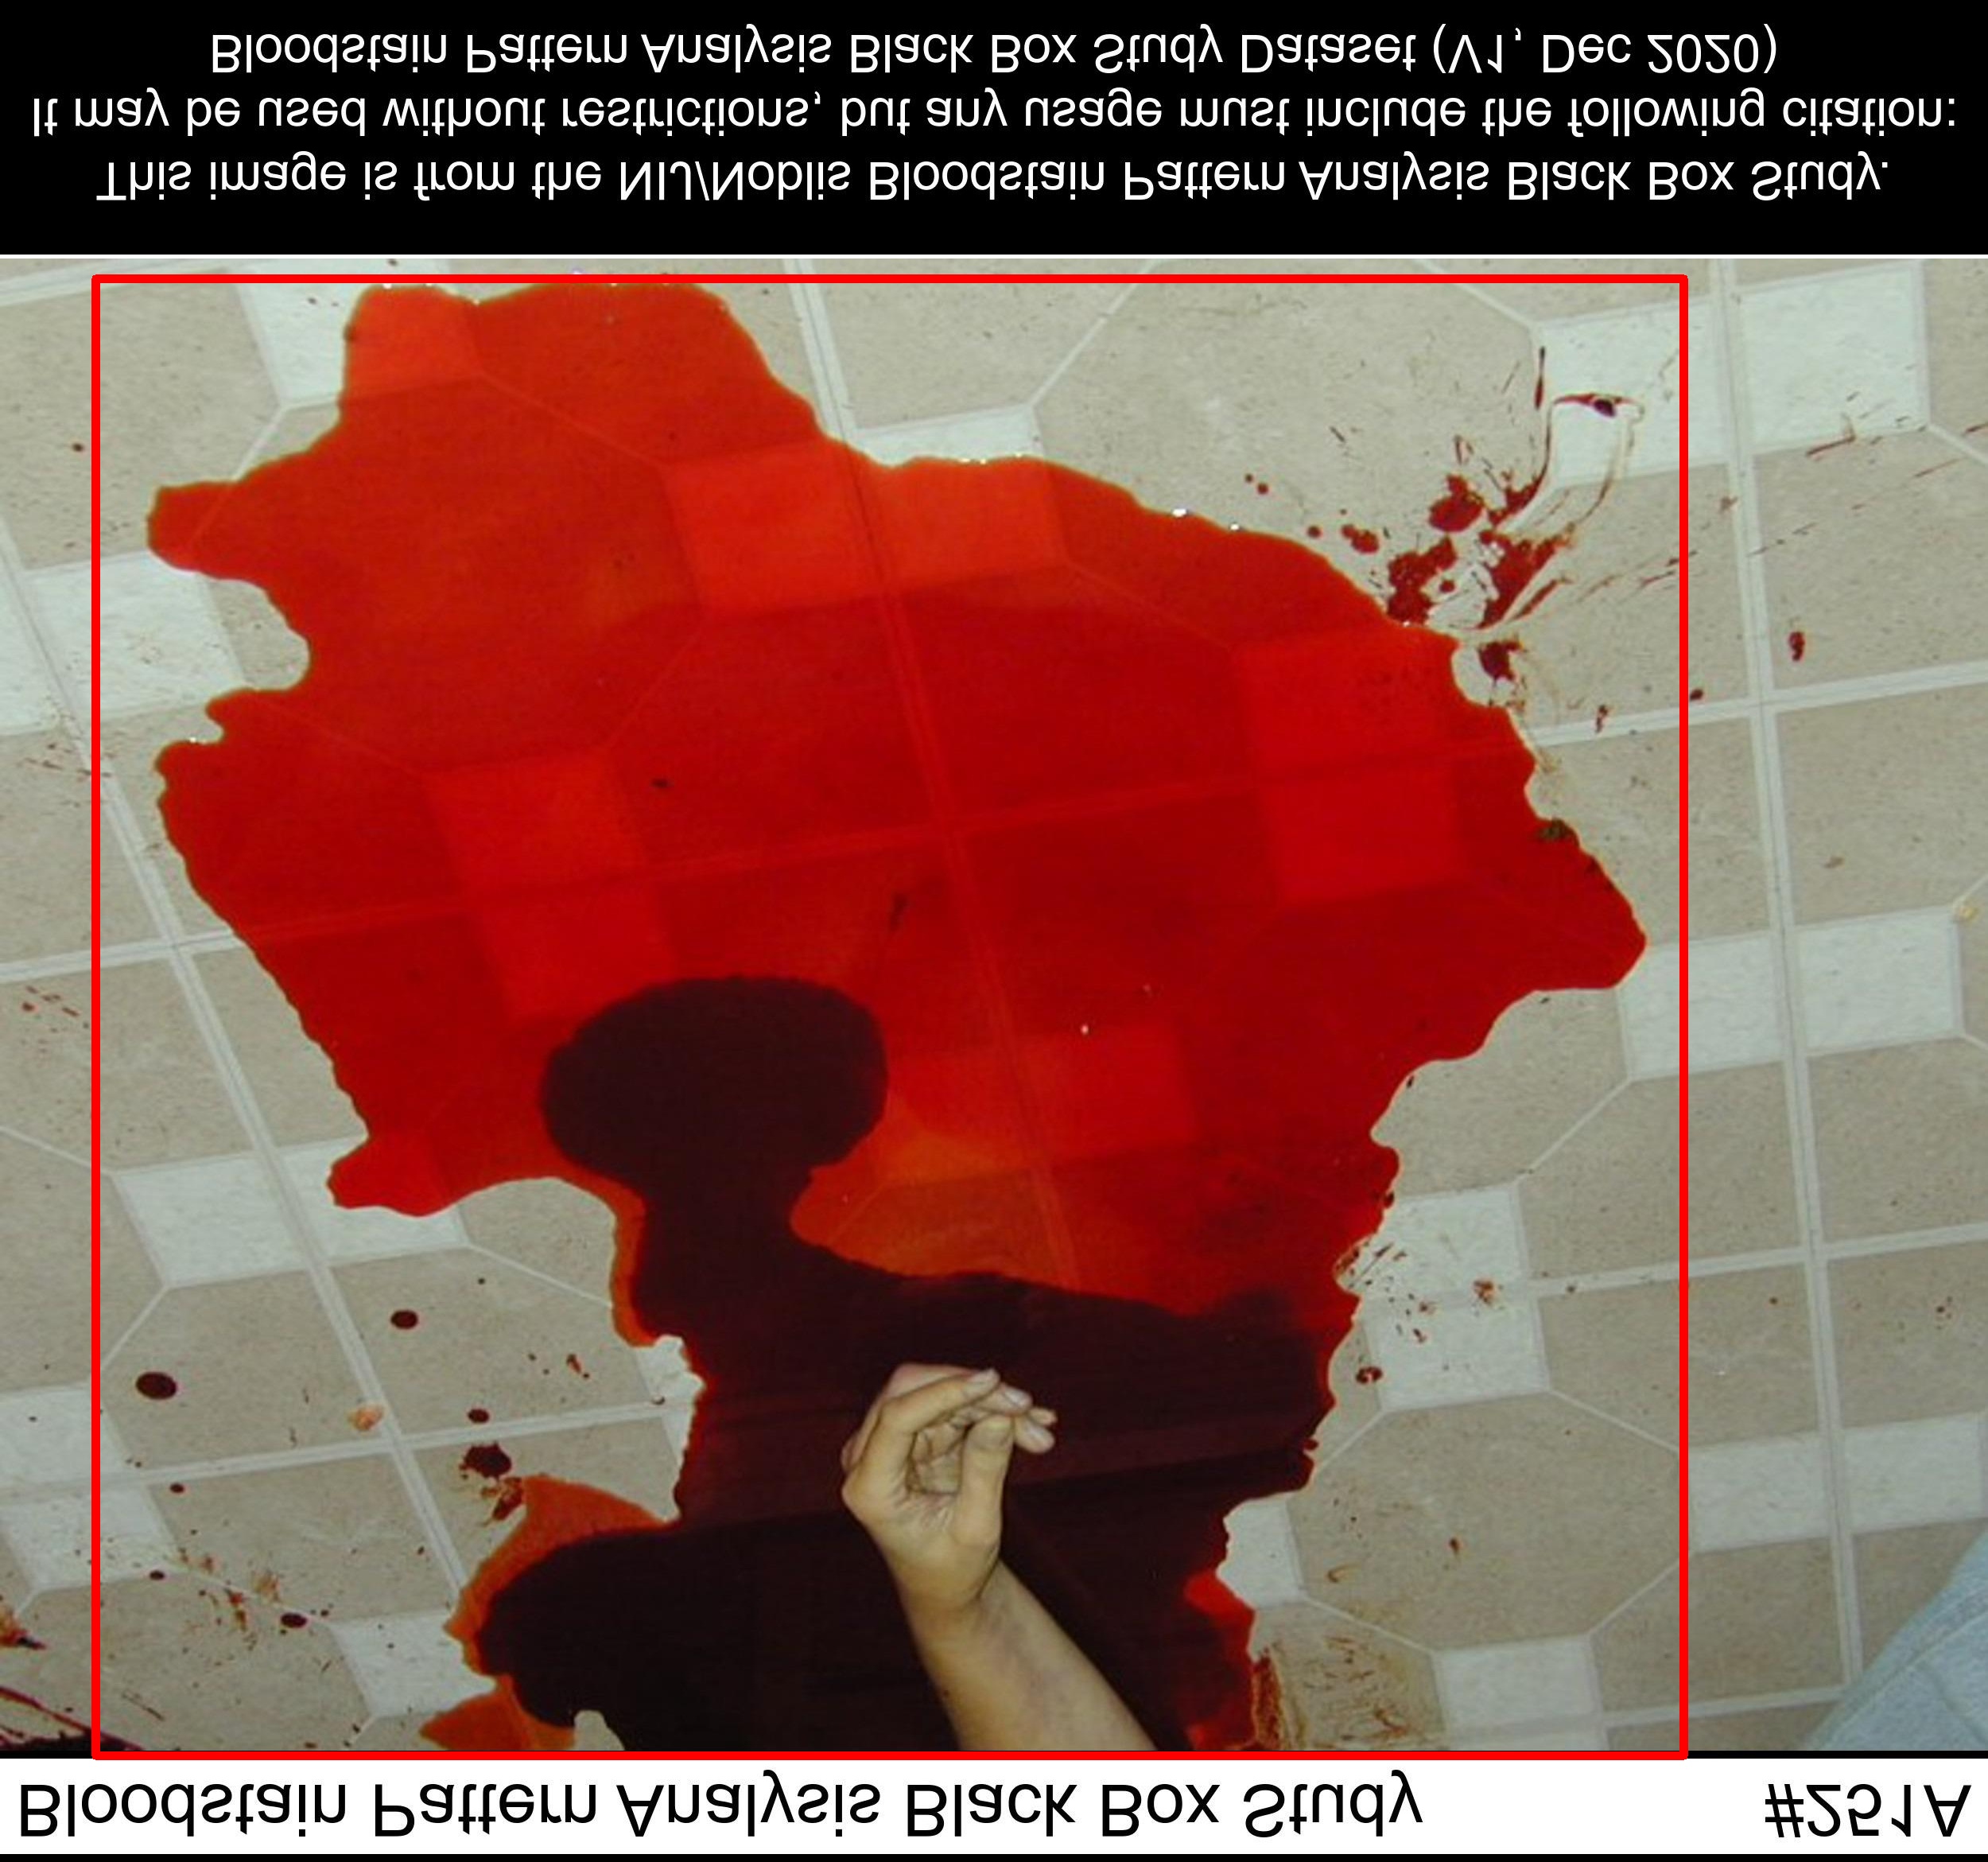 Bloodstain Pattern Analysis Black Box Study #251A
This image is from the NIJ/Noblis Bloodstain Pattern Analysis Black Box Study.
It may be used without restrictions, but any usage must include the following citation:
Bloodstain Pattern Analysis Black Box Study Dataset (V1, Dec 2020)